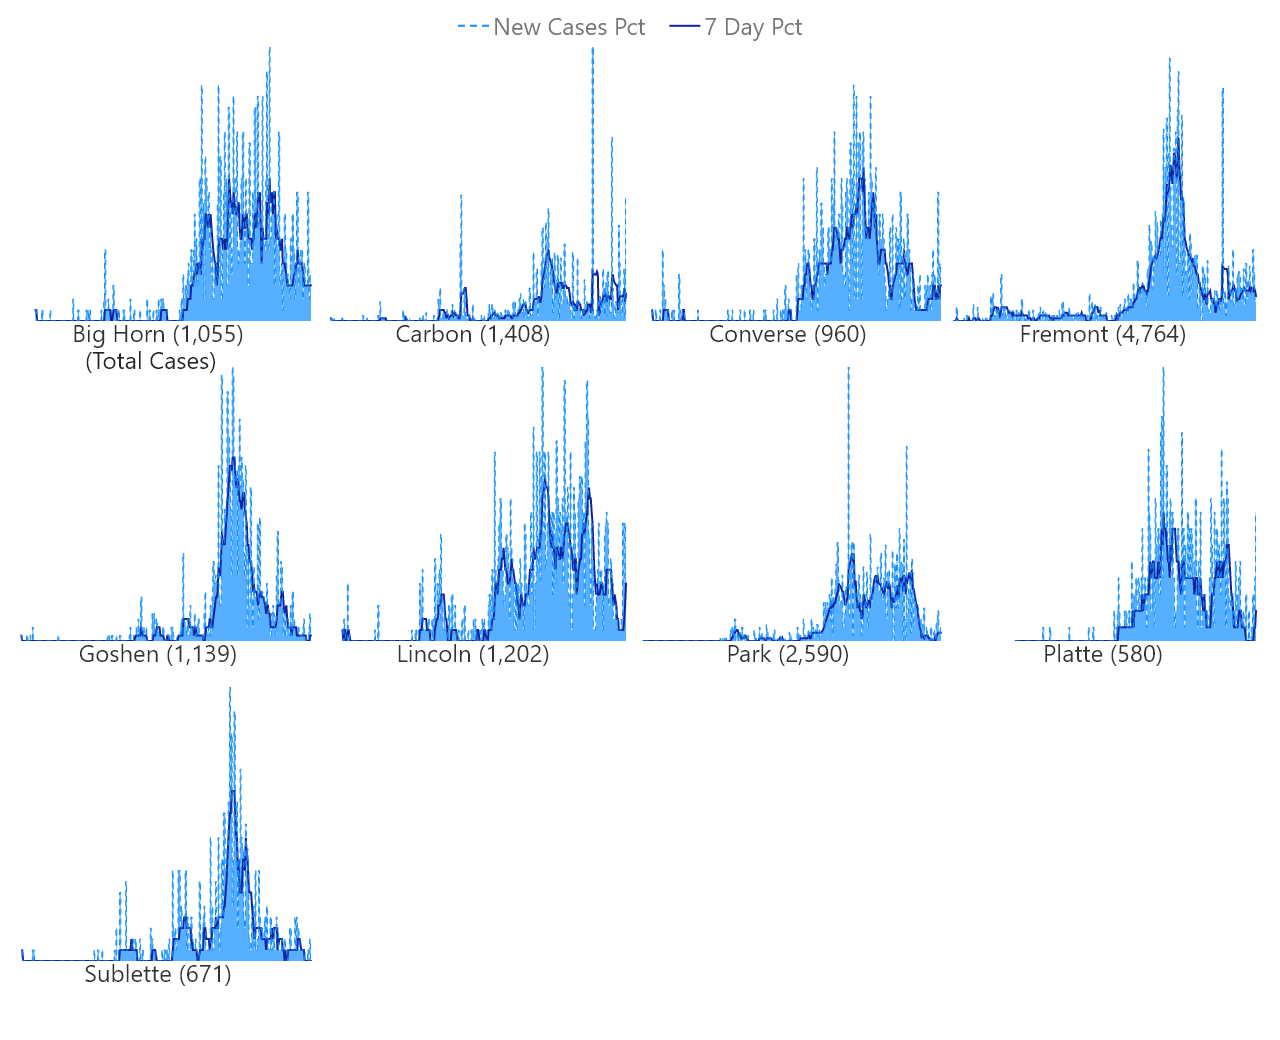 New Cases Pct 7 Day Pct
Big Horn (1,055)
(Total Cases)
Carbon (1,408)
Converse (960)
Fremont (4,764)
Goshen (1,139)
Lincoln (1,202)
Park (2,590)
Platte (580)
Sublette (671)